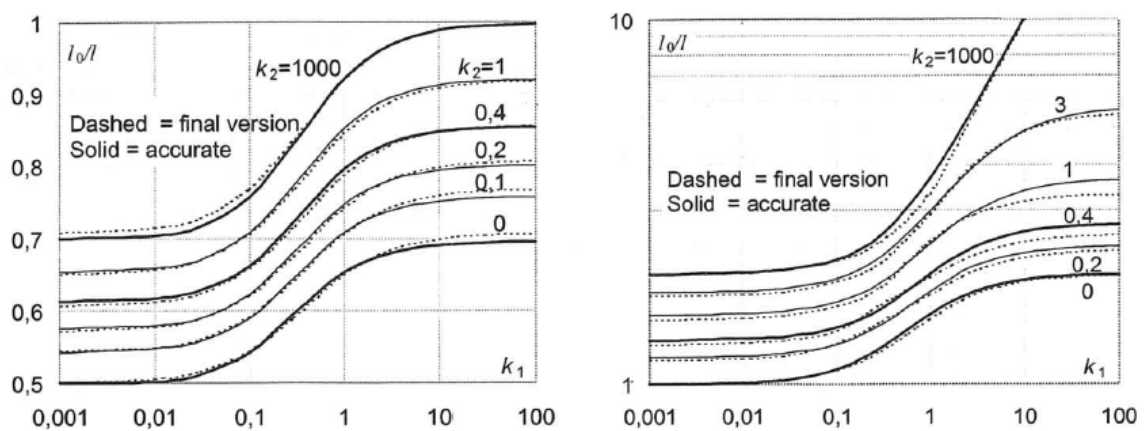 1
l₀/l
k₂=1000
k₂=1
0,9
Dashed = final version
Solid = accurate
0,4
0,8
0,2
0,1
0,7
0
0,6
k₁
0,5
0,001
0,01
0,1
1
10
100
10
l₀/l
k₂=1000
3
Dashed = final version
Solid = accurate
1
0,4
0,2
0
k₁
1
0,001
0,01
0,1
1
10
100